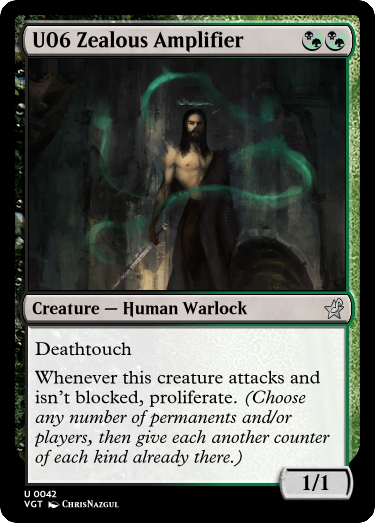 U06 Zealous Amplifier
Creature — Human Warlock
Deathtouch
Whenever this creature attacks and
isn't blocked, proliferate. (Choose
any number of permanents and/or
players, then give each another counter
of each kind already there.)
1/1
U 0042
VGT ChrisNazgul